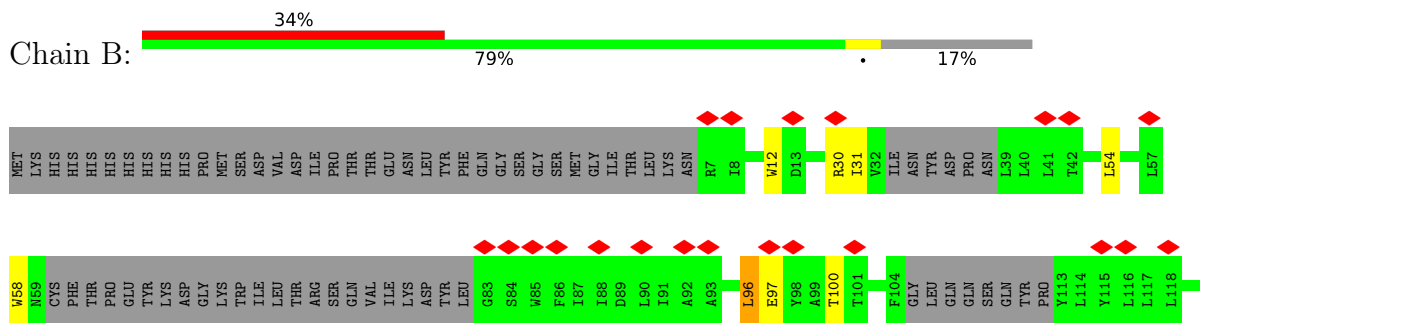 34%
Chain B:
79% • 17%
MET LYS HIS HIS HIS HIS HIS HIS HIS HIS PRO MET SER ASP VAL ASP ILE PRO THR THR GLU ASN LEU TYR PHE GLN GLY SER GLY SER MET GLY ILE THR LEU LYS ASN R7 I8 W12 D13 R30 I31 V32 ILE ASN TYR ASP PRO ASN L39 L40 L41 T42 L54 L57
W58 N59 CYS PHE THR PRO GLU TYR LYS ASP GLY LYS TRP ILE LEU THR ARG SER GLN VAL ILE LYS ASP TYR LEU G83 S84 W85 F86 I87 I88 D89 L90 I91 A92 A93 L96 E97 Y98 A99 T100 T101 F104 GLY LEU GLN GLN SER GLN TYR PRO Y113 L114 Y115 L116 L117 L118